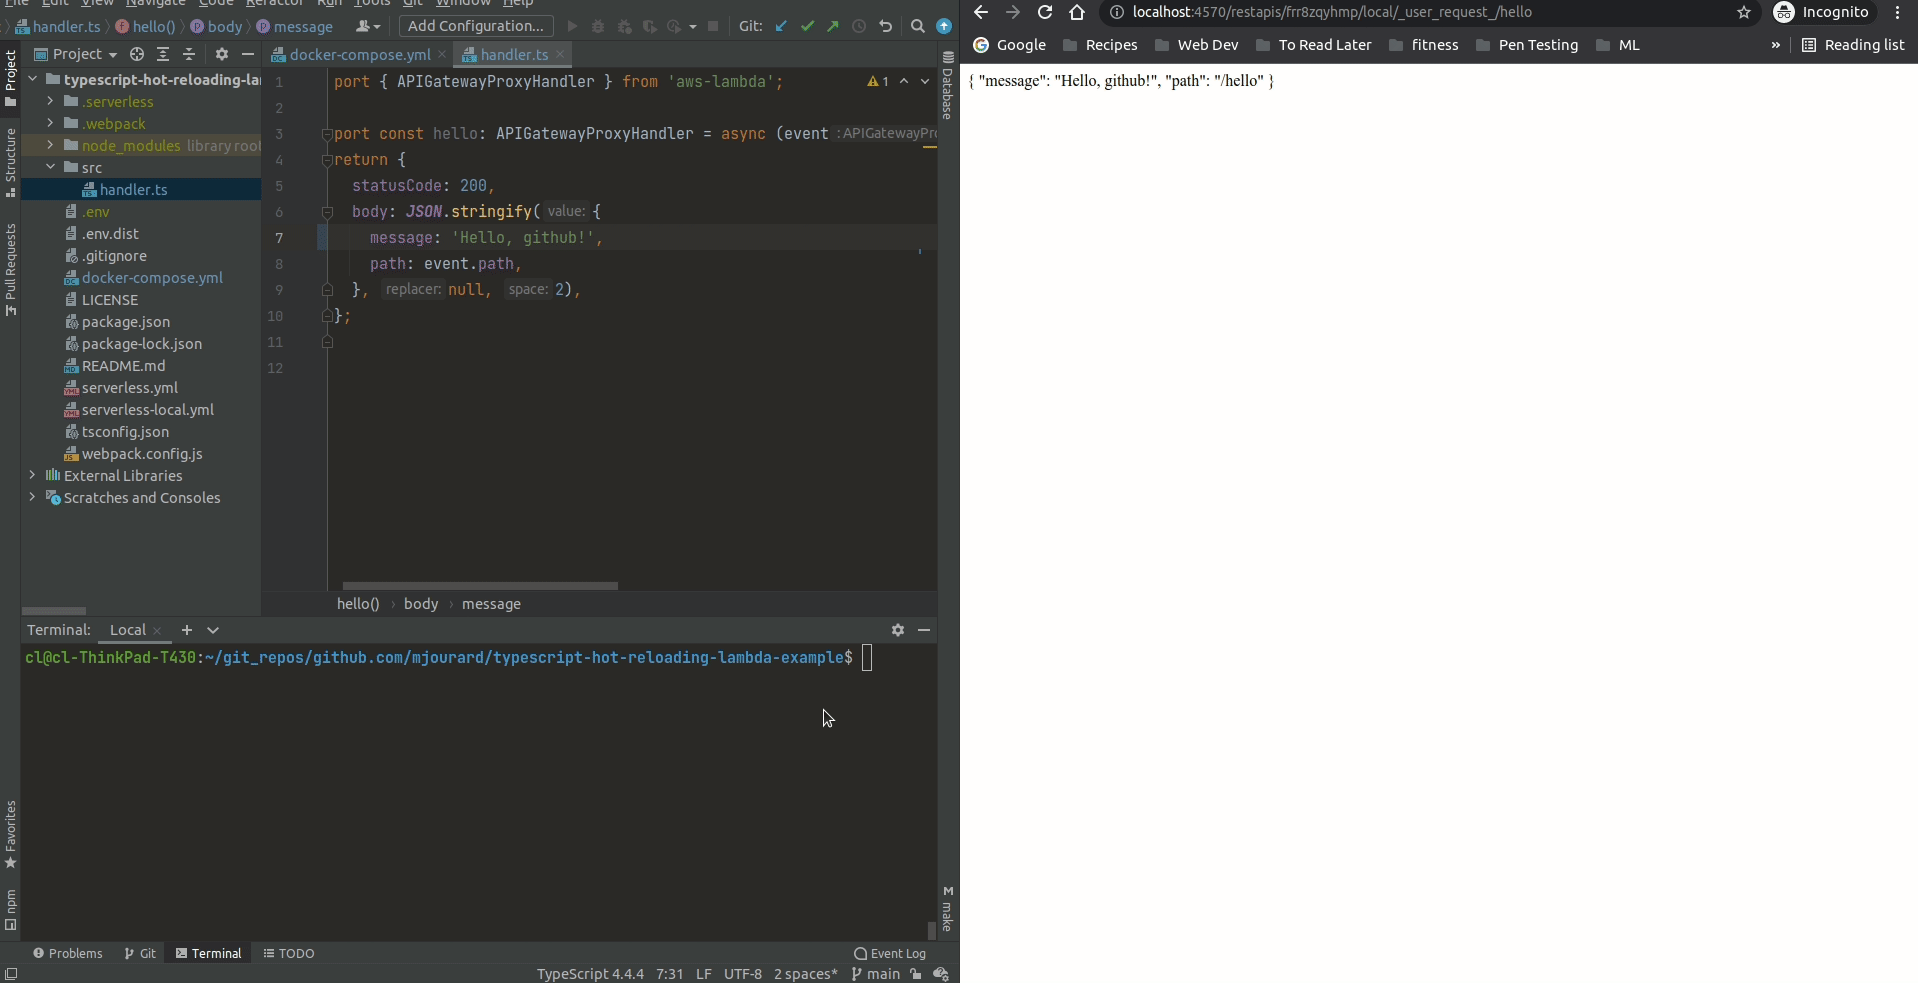 File Edit View Navigate Code Refactor Run Tools Git Window Help
handler.ts hello() body message Add Configuration... Git:
Project
docker-compose.yml handler.ts
typescript-hot-reloading-la
.serverless
.webpack
node_modules library root
src
handler.ts
.env
.env.dist
.gitignore
docker-compose.yml
LICENSE
package.json
package-lock.json
README.md
serverless.yml
serverless-local.yml
tsconfig.json
webpack.config.js
External Libraries
Scratches and Consoles
Project
Structure
Pull Requests
Favorites
npm
1 port { APIGatewayProxyHandler } from 'aws-lambda';
1
2
3 port const hello: APIGatewayProxyHandler = async (event : APIGatewayPro
4 return {
5 statusCode: 200,
6 body: JSON.stringify( value: {
7 message: 'Hello, github!',
8 path: event.path,
9 }, replacer: null, space: 2),
10 };
11
12
hello() body message
Database
make
Terminal: Local
cl@cl-ThinkPad-T430:~/git_repos/github.com/mjourard/typescript-hot-reloading-lambda-example$
Problems Git Terminal TODO Event Log
TypeScript 4.4.4 7:31 LF UTF-8 2 spaces* main
localhost:4570/restapis/frr8zqyhmp/local/_user_request_/hello Incognito
Google Recipes Web Dev To Read Later fitness Pen Testing ML » Reading list
{ "message": "Hello, github!", "path": "/hello" }